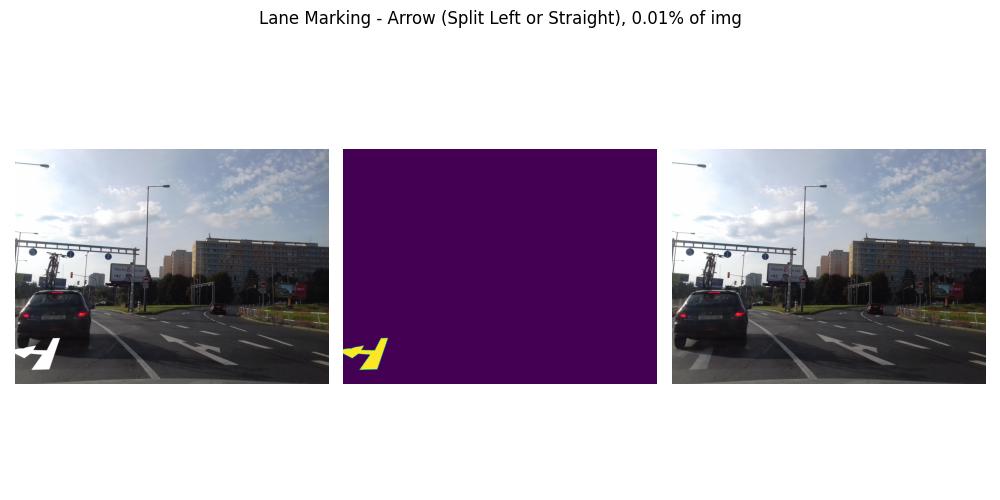 Lane Marking - Arrow (Split Left or Straight), 0.01% of img